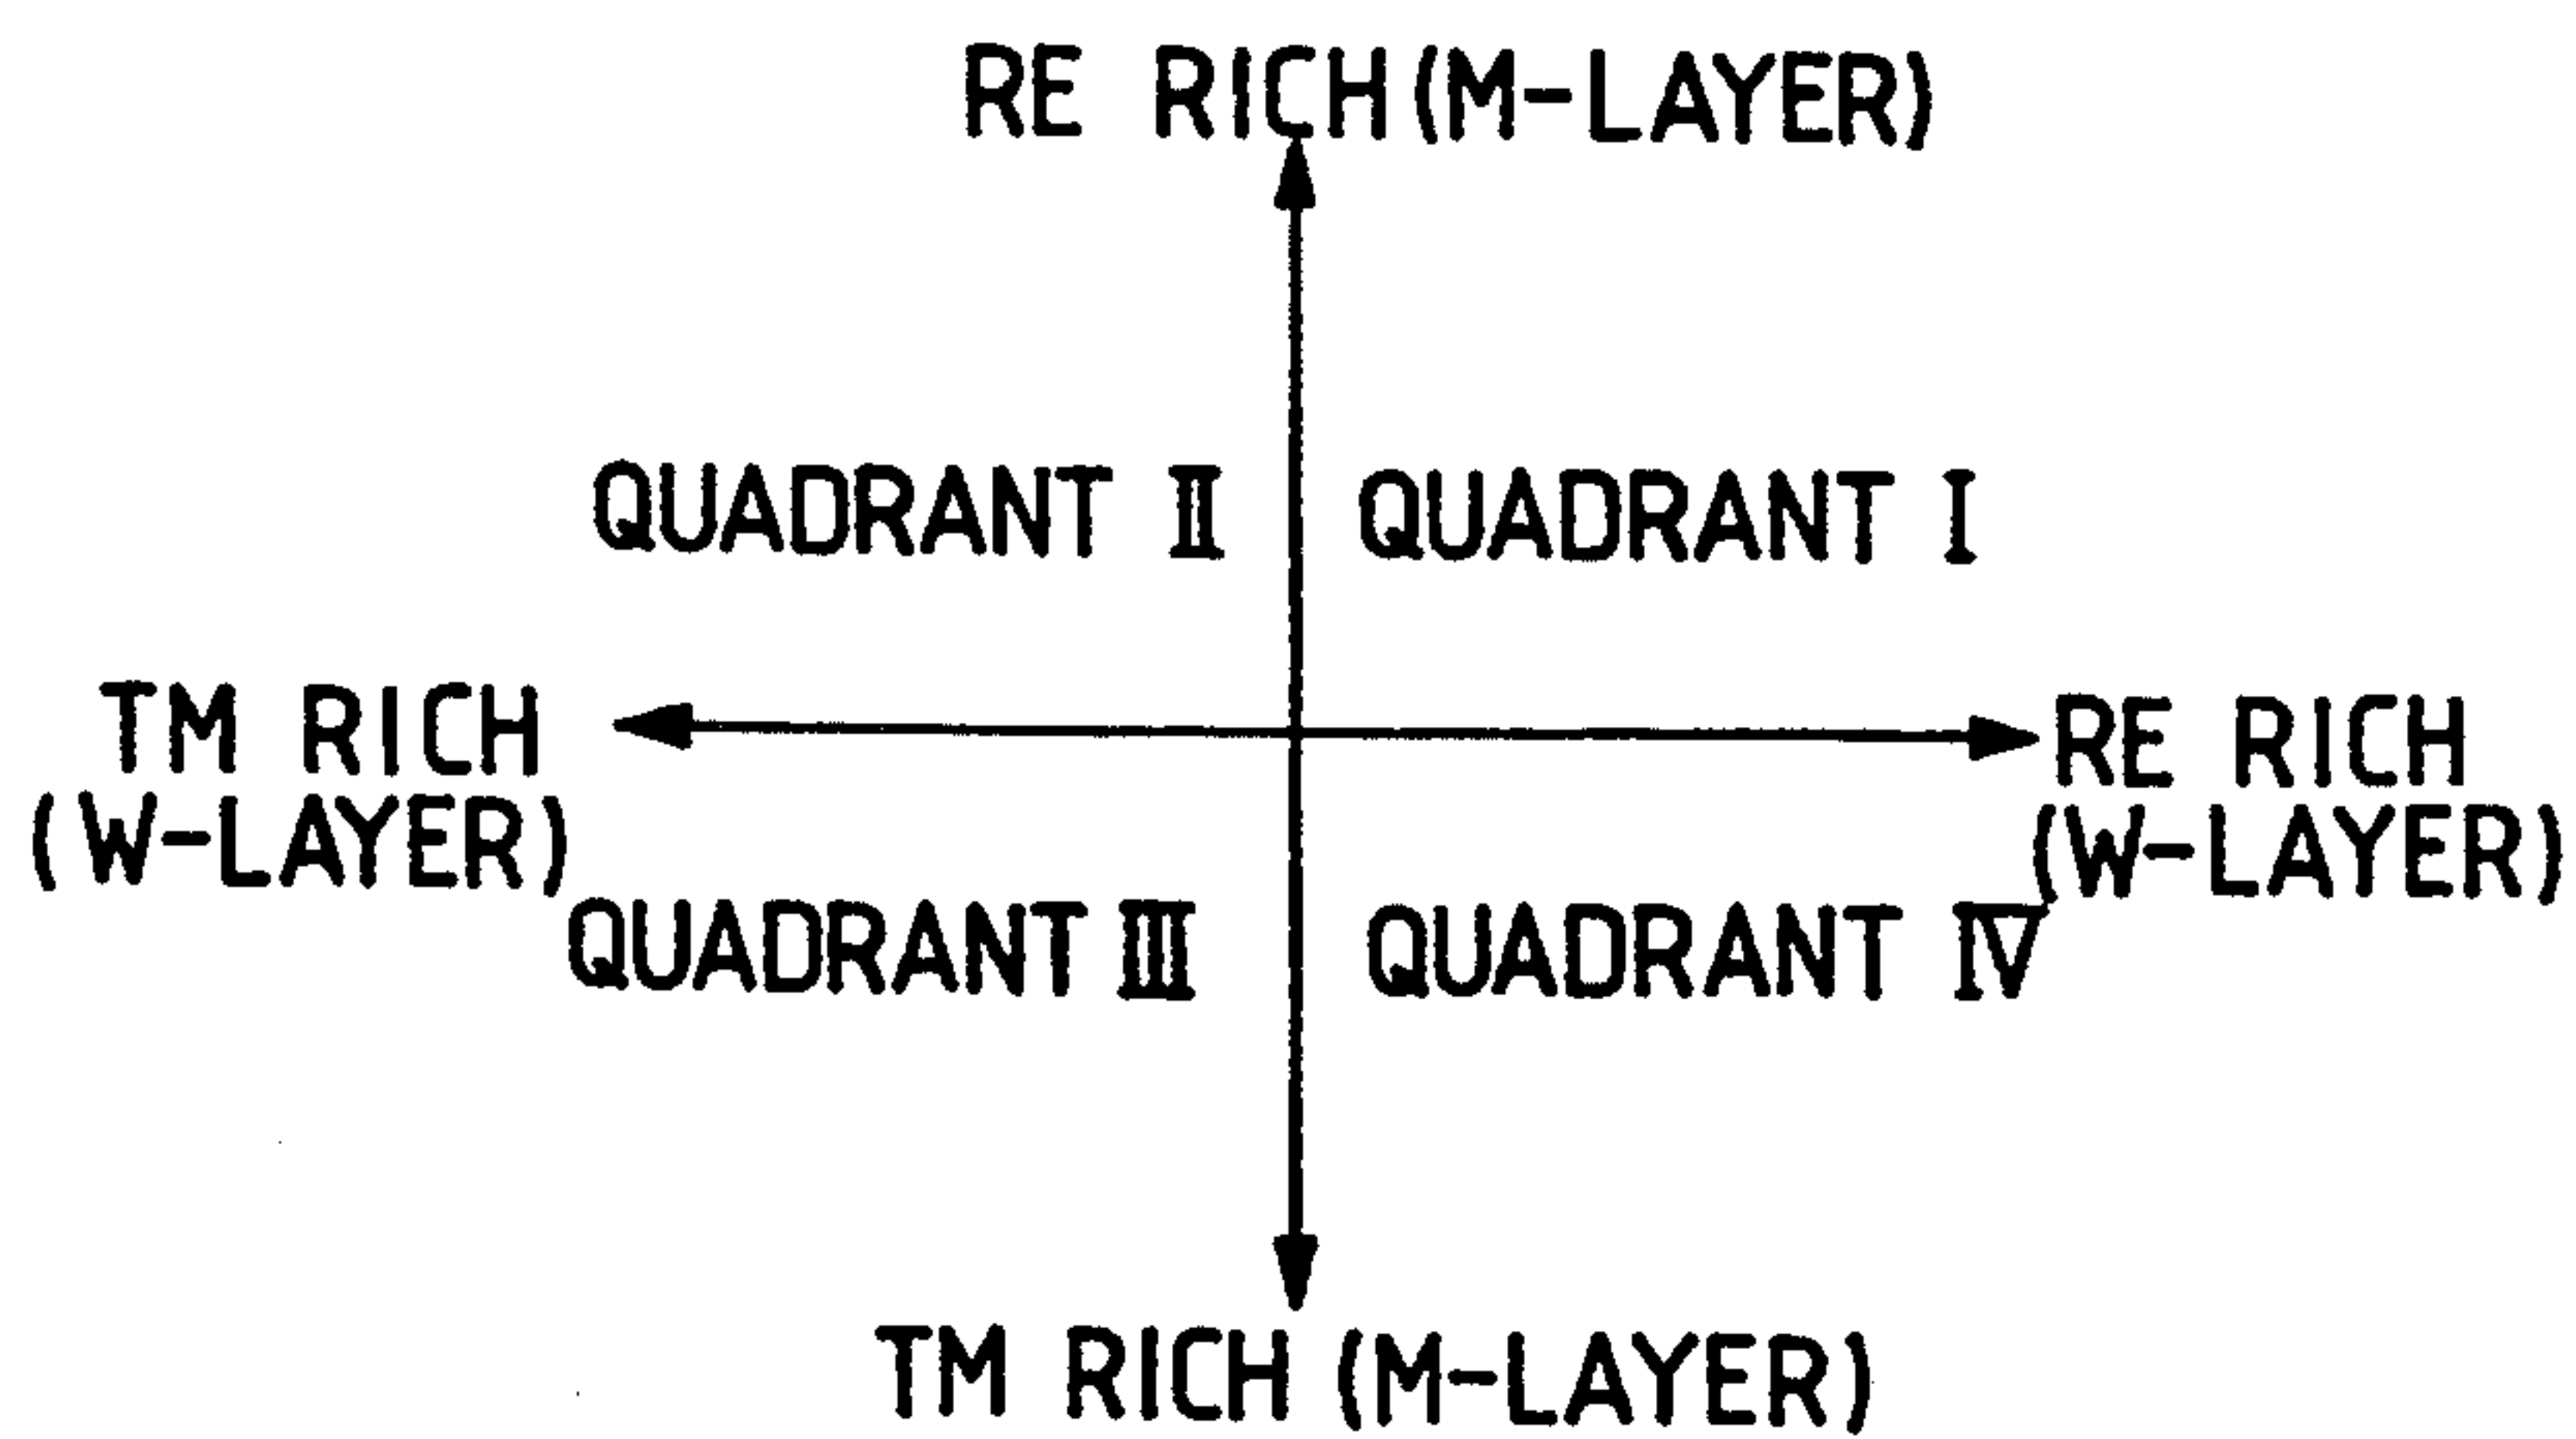 RE RICH (M-LAYER)
QUADRANT II
QUADRANT I
TM RICH
(W-LAYER)
RE RICH
(W-LAYER)
QUADRANT III
QUADRANT IV
TM RICH (M-LAYER)